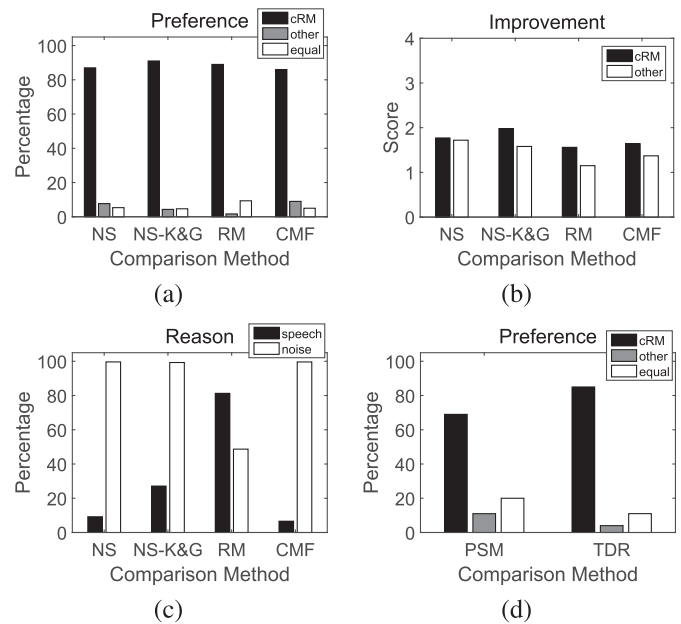 Preference
cRM
other
equal
Percentage
100
80
60
40
20
0
NS NS-K&G RM CMF
Comparison Method
(a)
Improvement
cRM
other
Score
4
3
2
1
0
NS NS-K&G RM CMF
Comparison Method
(b)
Reason
speech
noise
Percentage
100
80
60
40
20
0
NS NS-K&G RM CMF
Comparison Method
(c)
Preference
cRM
other
equal
Percentage
100
80
60
40
20
0
PSM TDR
Comparison Method
(d)